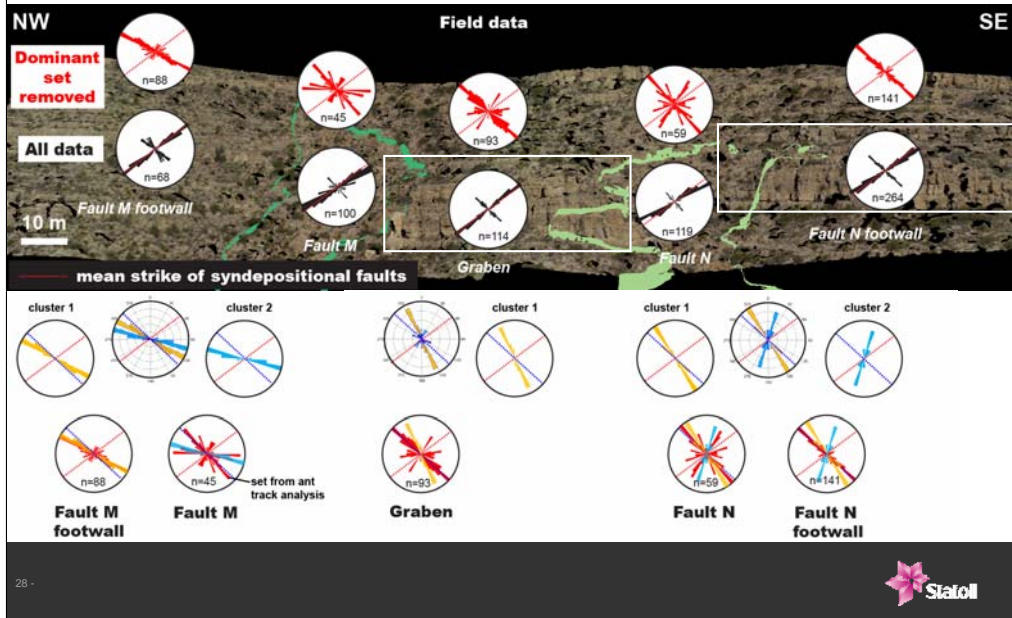 NW
Field data
SE
Dominant
set
removed
n=88
n=45
n=93
n=59
n=141
All data
n=68
n=100
n=114
n=119
n=264
Fault M footwall
Fault M
Graben
Fault N
Fault N footwall
10 m
mean strike of syndepositional faults
cluster 1
cluster 2
cluster 1
cluster 1
cluster 2
n=88
n=45
n=93
n=59
n=141
set from ant
track analysis
Fault M
footwall
Fault M
Graben
Fault N
Fault N
footwall
28 -
Statoil